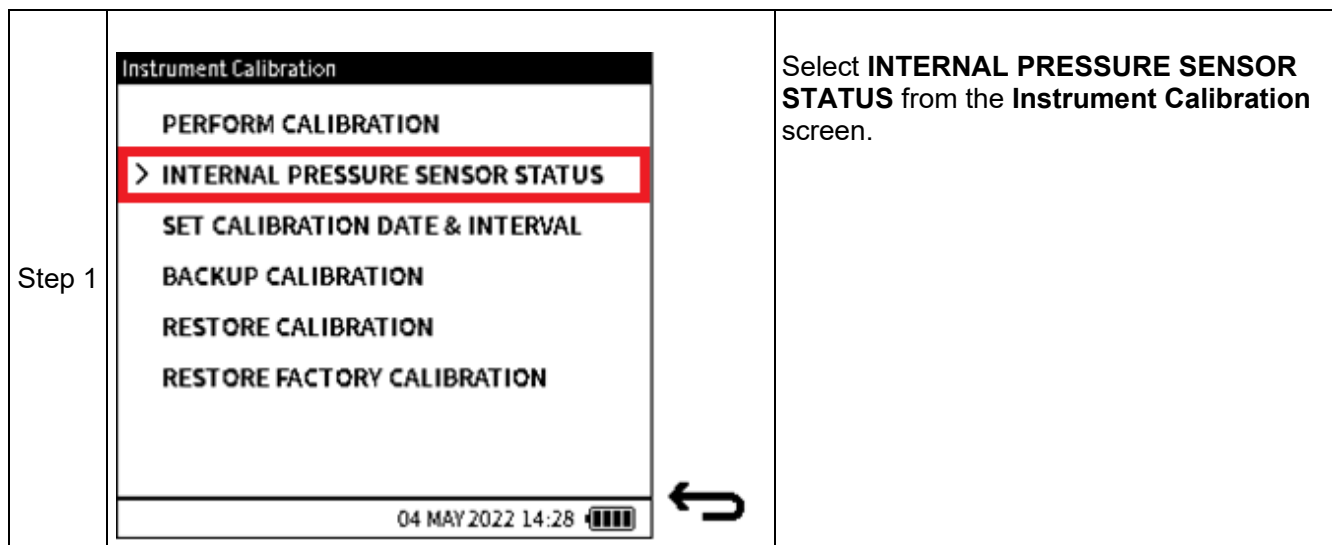 Step 1
Instrument Calibration
PERFORM CALIBRATION
> INTERNAL PRESSURE SENSOR STATUS
SET CALIBRATION DATE & INTERVAL
BACKUP CALIBRATION
RESTORE CALIBRATION
RESTORE FACTORY CALIBRATION
04 MAY 2022 14:28
Select INTERNAL PRESSURE SENSOR
STATUS from the Instrument Calibration
screen.